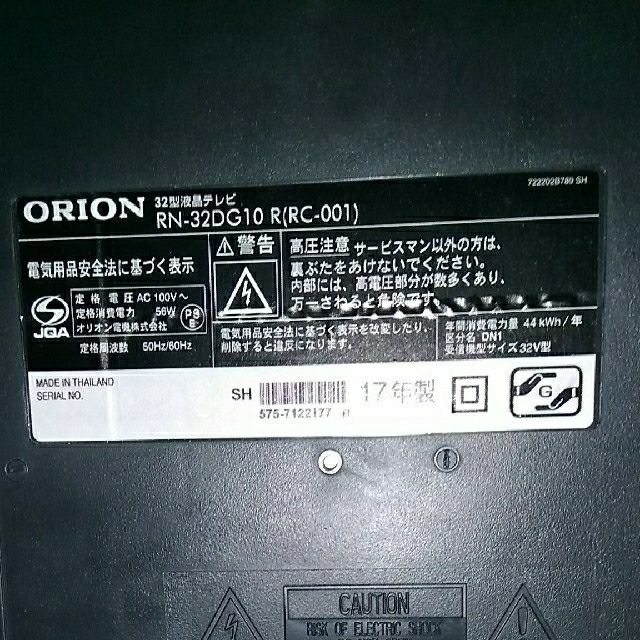 722202B780 SH
ORION
32型液晶テレビ
RN-32DG10 R(RC-001)
電気用品安全法に基づく表示
JQA
定格電圧 AC 100V～
定格消費電力 56W
オリオン電機株式会社
PS
E
定格周波数 50Hz/60Hz
警告
高圧注意 サービスマン以外の方は、
裏ぶたをあけないでください。
内部には、高電圧部分が数多くあり、
万一さわると危険です。
電気用品安全法に基づく表示を改変したり、
削除すると違反になります。
年間消費電力量 44 kWh/年
区分名 DN1
受信機型サイズ 32V型
MADE IN THAILAND
SERIAL NO.
SH
575-7122177 R
17年製
G
CAUTION
RISK OF ELECTRIC SHOCK